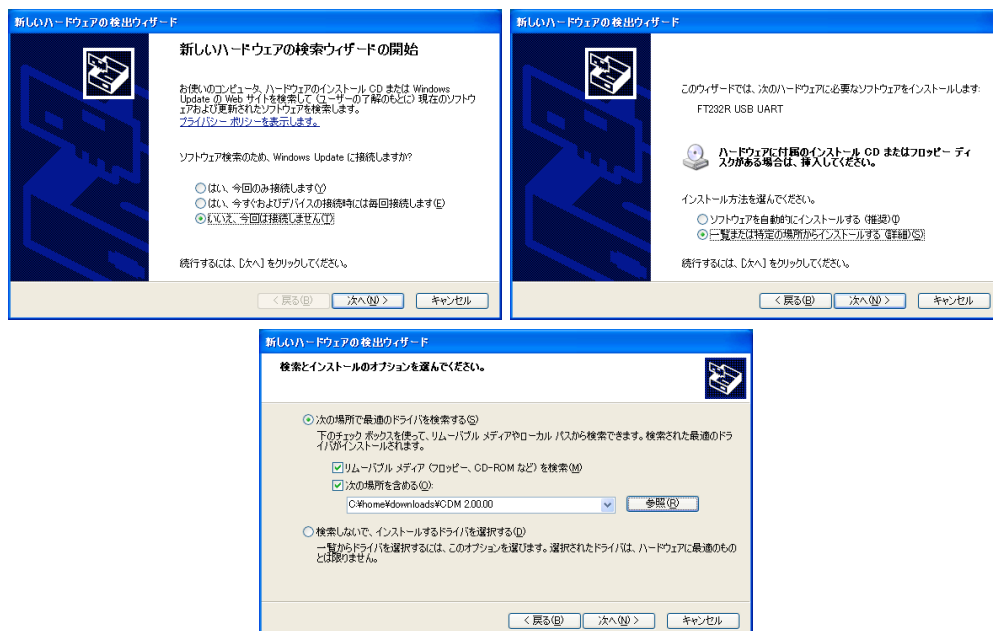 新しいハードウェアの検出ウィザード
新しいハードウェアの検索ウィザードの開始
お使いのコンピュータ、ハードウェアのインストール CD または Windows
Update の Web サイトを検索して (ユーザーの了解のもとに) 現在のソフトウ
ェアおよび更新されたソフトウェアを検索します。
プライバシー ポリシーを表示します。
ソフトウェア検索のため、Windows Update に接続しますか?
はい、今回のみ接続します(Y)
はい、今すぐおよびデバイスの接続時には毎回接続します(E)
いいえ、今回は接続しません(T)
続行するには、[次へ] をクリックしてください。
< 戻る(B)
次へ(N) >
キャンセル
新しいハードウェアの検出ウィザード
このウィザードでは、次のハードウェアに必要なソフトウェアをインストールします:
FT232R USB UART
ハードウェアに付属のインストール CD またはフロッピー ディ
スクがある場合は、挿入してください。
インストール方法を選んでください。
ソフトウェアを自動的にインストールする (推奨)(I)
一覧または特定の場所からインストールする (詳細)(S)
続行するには、[次へ] をクリックしてください。
< 戻る(B)
次へ(N) >
キャンセル
新しいハードウェアの検出ウィザード
検索とインストールのオプションを選んでください。
次の場所で最適のドライバを検索する(S)
下のチェック ボックスを使って、リムーバブル メディアやローカル パスから検索できます。検索された最適のドラ
イバがインストールされます。
リムーバブル メディア (フロッピー、CD-ROM など) を検索(M)
次の場所を含める(O):
C:¥home¥downloads¥CDM 2.00.00
参照(R)
検索しないで、インストールするドライバを選択する(D)
一覧からドライバを選択するには、このオプションを選びます。選択されたドライバは、ハードウェアに最適のもの
とは限りません。
< 戻る(B)
次へ(N) >
キャンセル